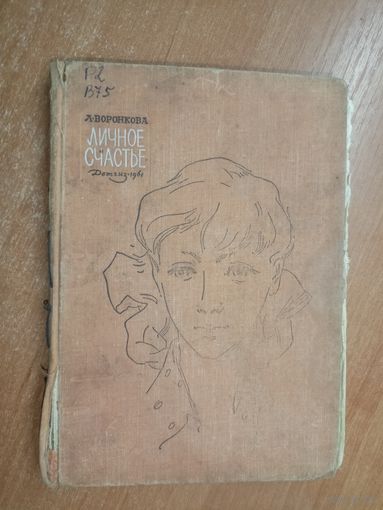 Р2
В75
Л·ВОРОНКОВА
ЛИЧНОЕ
СЧАСТЬЕ
Детгиз·1961